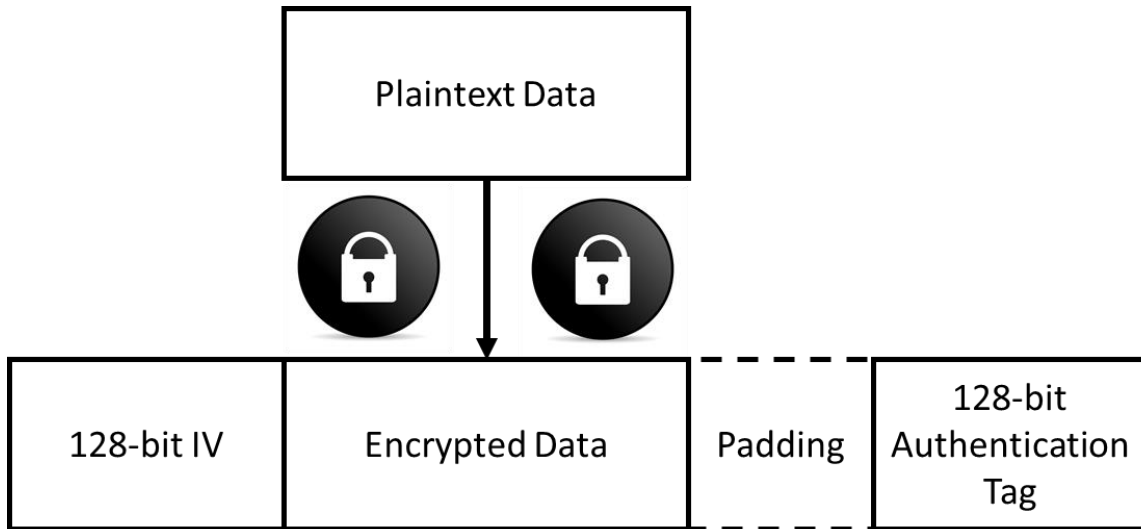 Plaintext Data
128-bit IV
Encrypted Data
Padding
128-bit
Authentication
Tag